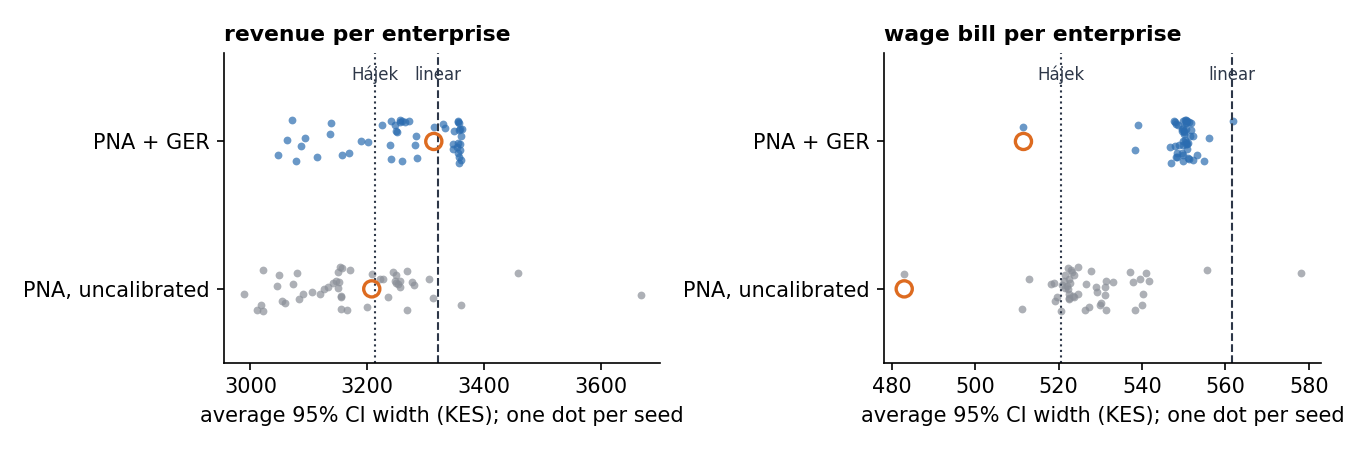 revenue per enterprise
Hájek linear
PNA + GER
PNA, uncalibrated
3000 3200 3400 3600
average 95% CI width (KES); one dot per seed
wage bill per enterprise
Hájek linear
PNA + GER
PNA, uncalibrated
480 500 520 540 560 580
average 95% CI width (KES); one dot per seed